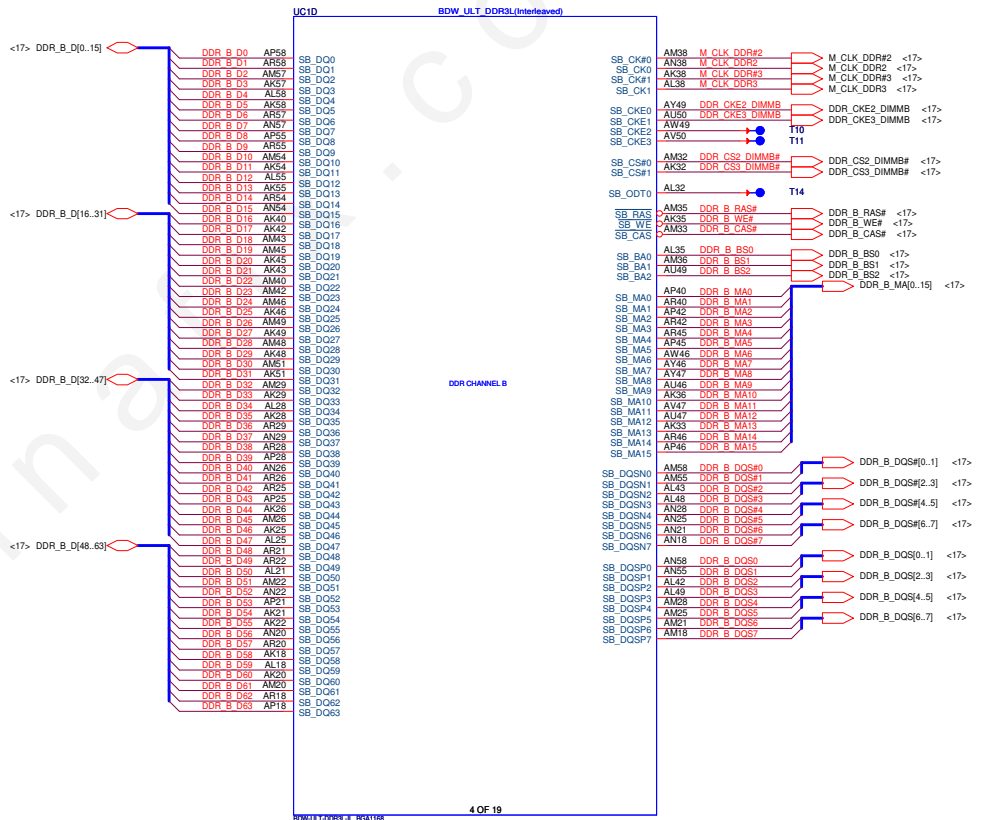 UC1D
BDW_ULT_DDR3L(Interleaved)
<17> DDR_B_D[0..15]
DDR_B_D0 AP58 SB_DQ0
DDR_B_D1 AR58 SB_DQ1
DDR_B_D2 AM57 SB_DQ2
DDR_B_D3 AK57 SB_DQ3
DDR_B_D4 AL58 SB_DQ4
DDR_B_D5 AK58 SB_DQ5
DDR_B_D6 AR57 SB_DQ6
DDR_B_D7 AN57 SB_DQ7
DDR_B_D8 AP55 SB_DQ8
DDR_B_D9 AR55 SB_DQ9
DDR_B_D10 AM54 SB_DQ10
DDR_B_D11 AK54 SB_DQ11
DDR_B_D12 AL55 SB_DQ12
DDR_B_D13 AK55 SB_DQ13
DDR_B_D14 AR54 SB_DQ14
DDR_B_D15 AN54 SB_DQ15
<17> DDR_B_D[16..31]
DDR_B_D16 AK40 SB_DQ16
DDR_B_D17 AK42 SB_DQ17
DDR_B_D18 AM43 SB_DQ18
DDR_B_D19 AM45 SB_DQ19
DDR_B_D20 AK45 SB_DQ20
DDR_B_D21 AK43 SB_DQ21
DDR_B_D22 AM40 SB_DQ22
DDR_B_D23 AM42 SB_DQ23
DDR_B_D24 AM46 SB_DQ24
DDR_B_D25 AK46 SB_DQ25
DDR_B_D26 AM49 SB_DQ26
DDR_B_D27 AK49 SB_DQ27
DDR_B_D28 AM48 SB_DQ28
DDR_B_D29 AK48 SB_DQ29
DDR_B_D30 AM51 SB_DQ30
DDR_B_D31 AK51 SB_DQ31
<17> DDR_B_D[32..47]
DDR_B_D32 AM29 SB_DQ32
DDR_B_D33 AK29 SB_DQ33
DDR_B_D34 AL28 SB_DQ34
DDR_B_D35 AK28 SB_DQ35
DDR_B_D36 AR29 SB_DQ36
DDR_B_D37 AN29 SB_DQ37
DDR_B_D38 AR28 SB_DQ38
DDR_B_D39 AP28 SB_DQ39
DDR_B_D40 AN26 SB_DQ40
DDR_B_D41 AR26 SB_DQ41
DDR_B_D42 AR25 SB_DQ42
DDR_B_D43 AP25 SB_DQ43
DDR_B_D44 AK26 SB_DQ44
DDR_B_D45 AM26 SB_DQ45
DDR_B_D46 AK25 SB_DQ46
DDR_B_D47 AL25 SB_DQ47
<17> DDR_B_D[48..63]
DDR_B_D48 AR21 SB_DQ48
DDR_B_D49 AR22 SB_DQ49
DDR_B_D50 AL21 SB_DQ50
DDR_B_D51 AM22 SB_DQ51
DDR_B_D52 AN22 SB_DQ52
DDR_B_D53 AP21 SB_DQ53
DDR_B_D54 AK21 SB_DQ54
DDR_B_D55 AK22 SB_DQ55
DDR_B_D56 AN20 SB_DQ56
DDR_B_D57 AR20 SB_DQ57
DDR_B_D58 AK18 SB_DQ58
DDR_B_D59 AL18 SB_DQ59
DDR_B_D60 AK20 SB_DQ60
DDR_B_D61 AM20 SB_DQ61
DDR_B_D62 AR18 SB_DQ62
DDR_B_D63 AP18 SB_DQ63
DDR CHANNEL B
SB_CK#0 AM38 M_CLK_DDR#2 M_CLK_DDR#2 <17>
SB_CK0 AN38 M_CLK_DDR2 M_CLK_DDR2 <17>
SB_CK#1 AK38 M_CLK_DDR#3 M_CLK_DDR#3 <17>
SB_CK1 AL38 M_CLK_DDR3 M_CLK_DDR3 <17>
SB_CKE0 AY49 DDR_CKE2_DIMMB DDR_CKE2_DIMMB <17>
SB_CKE1 AU50 DDR_CKE3_DIMMB DDR_CKE3_DIMMB <17>
SB_CKE2 AW49 T10
SB_CKE3 AV50 T11
SB_CS#0 AM32 DDR_CS2_DIMMB# DDR_CS2_DIMMB# <17>
SB_CS#1 AK32 DDR_CS3_DIMMB# DDR_CS3_DIMMB# <17>
SB_ODT0 AL32 T14
SB_RAS AM35 DDR_B_RAS# DDR_B_RAS# <17>
SB_WE AK35 DDR_B_WE# DDR_B_WE# <17>
SB_CAS AM33 DDR_B_CAS# DDR_B_CAS# <17>
SB_BA0 AL35 DDR_B_BS0 DDR_B_BS0 <17>
SB_BA1 AM36 DDR_B_BS1 DDR_B_BS1 <17>
SB_BA2 AU49 DDR_B_BS2 DDR_B_BS2 <17>
DDR_B_MA[0..15] <17>
SB_MA0 AP40 DDR_B_MA0
SB_MA1 AR40 DDR_B_MA1
SB_MA2 AP42 DDR_B_MA2
SB_MA3 AR42 DDR_B_MA3
SB_MA4 AR45 DDR_B_MA4
SB_MA5 AP45 DDR_B_MA5
SB_MA6 AW46 DDR_B_MA6
SB_MA7 AY46 DDR_B_MA7
SB_MA8 AY47 DDR_B_MA8
SB_MA9 AU46 DDR_B_MA9
SB_MA10 AK36 DDR_B_MA10
SB_MA11 AV47 DDR_B_MA11
SB_MA12 AU47 DDR_B_MA12
SB_MA13 AK33 DDR_B_MA13
SB_MA14 AR46 DDR_B_MA14
SB_MA15 AP46 DDR_B_MA15
DDR_B_DQS#[0..1] <17>
SB_DQSN0 AM58 DDR_B_DQS#0
SB_DQSN1 AM55 DDR_B_DQS#1
DDR_B_DQS#[2..3] <17>
SB_DQSN2 AL43 DDR_B_DQS#2
SB_DQSN3 AL48 DDR_B_DQS#3
DDR_B_DQS#[4..5] <17>
SB_DQSN4 AN28 DDR_B_DQS#4
SB_DQSN5 AN25 DDR_B_DQS#5
DDR_B_DQS#[6..7] <17>
SB_DQSN6 AN21 DDR_B_DQS#6
SB_DQSN7 AN18 DDR_B_DQS#7
DDR_B_DQS[0..1] <17>
SB_DQSP0 AN58 DDR_B_DQS0
SB_DQSP1 AN55 DDR_B_DQS1
DDR_B_DQS[2..3] <17>
SB_DQSP2 AL42 DDR_B_DQS2
SB_DQSP3 AL49 DDR_B_DQS3
DDR_B_DQS[4..5] <17>
SB_DQSP4 AM28 DDR_B_DQS4
SB_DQSP5 AM25 DDR_B_DQS5
DDR_B_DQS[6..7] <17>
SB_DQSP6 AM21 DDR_B_DQS6
SB_DQSP7 AM18 DDR_B_DQS7
4 OF 19
BDW-ULT-DDR3L-IL_BGA1168